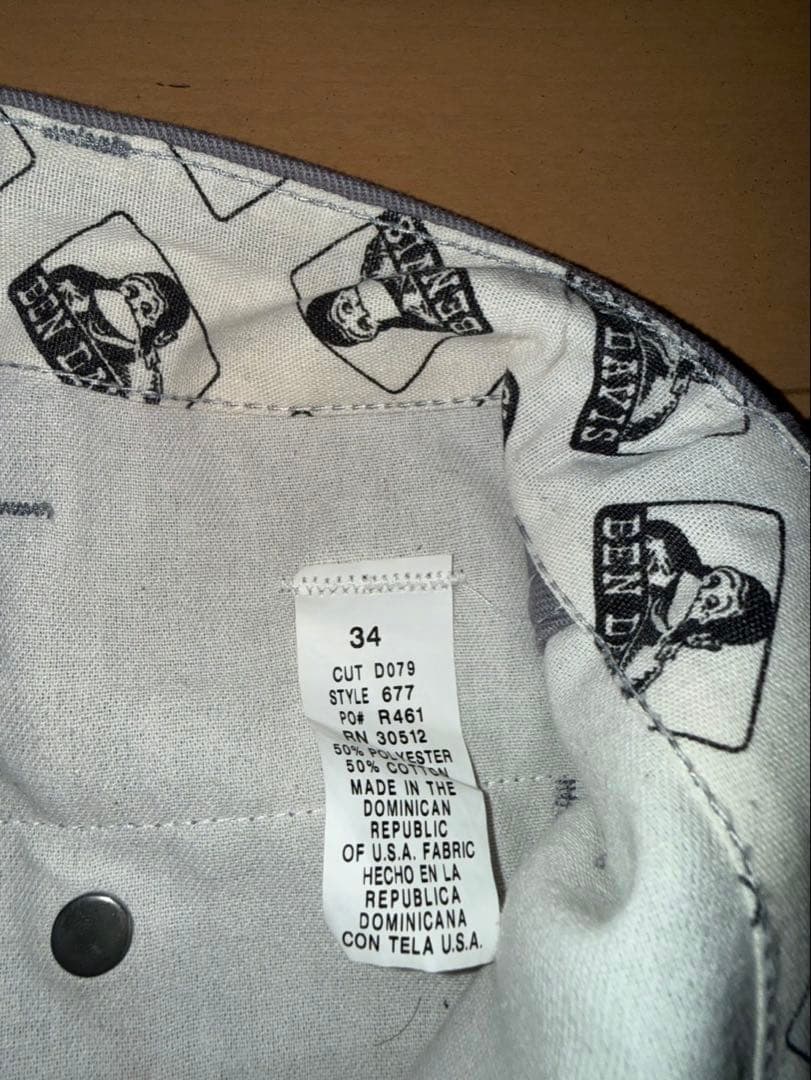 BEN
BEN
DAVIS
BEN D
34
CUT D079
STYLE 677
PO# R461
RN 30512
50% POLYESTER
50% COTTON
MADE IN THE
DOMINICAN
REPUBLIC
OF U.S.A. FABRIC
HECHO EN LA
REPUBLICA
DOMINICANA
CON TELA U.S.A.